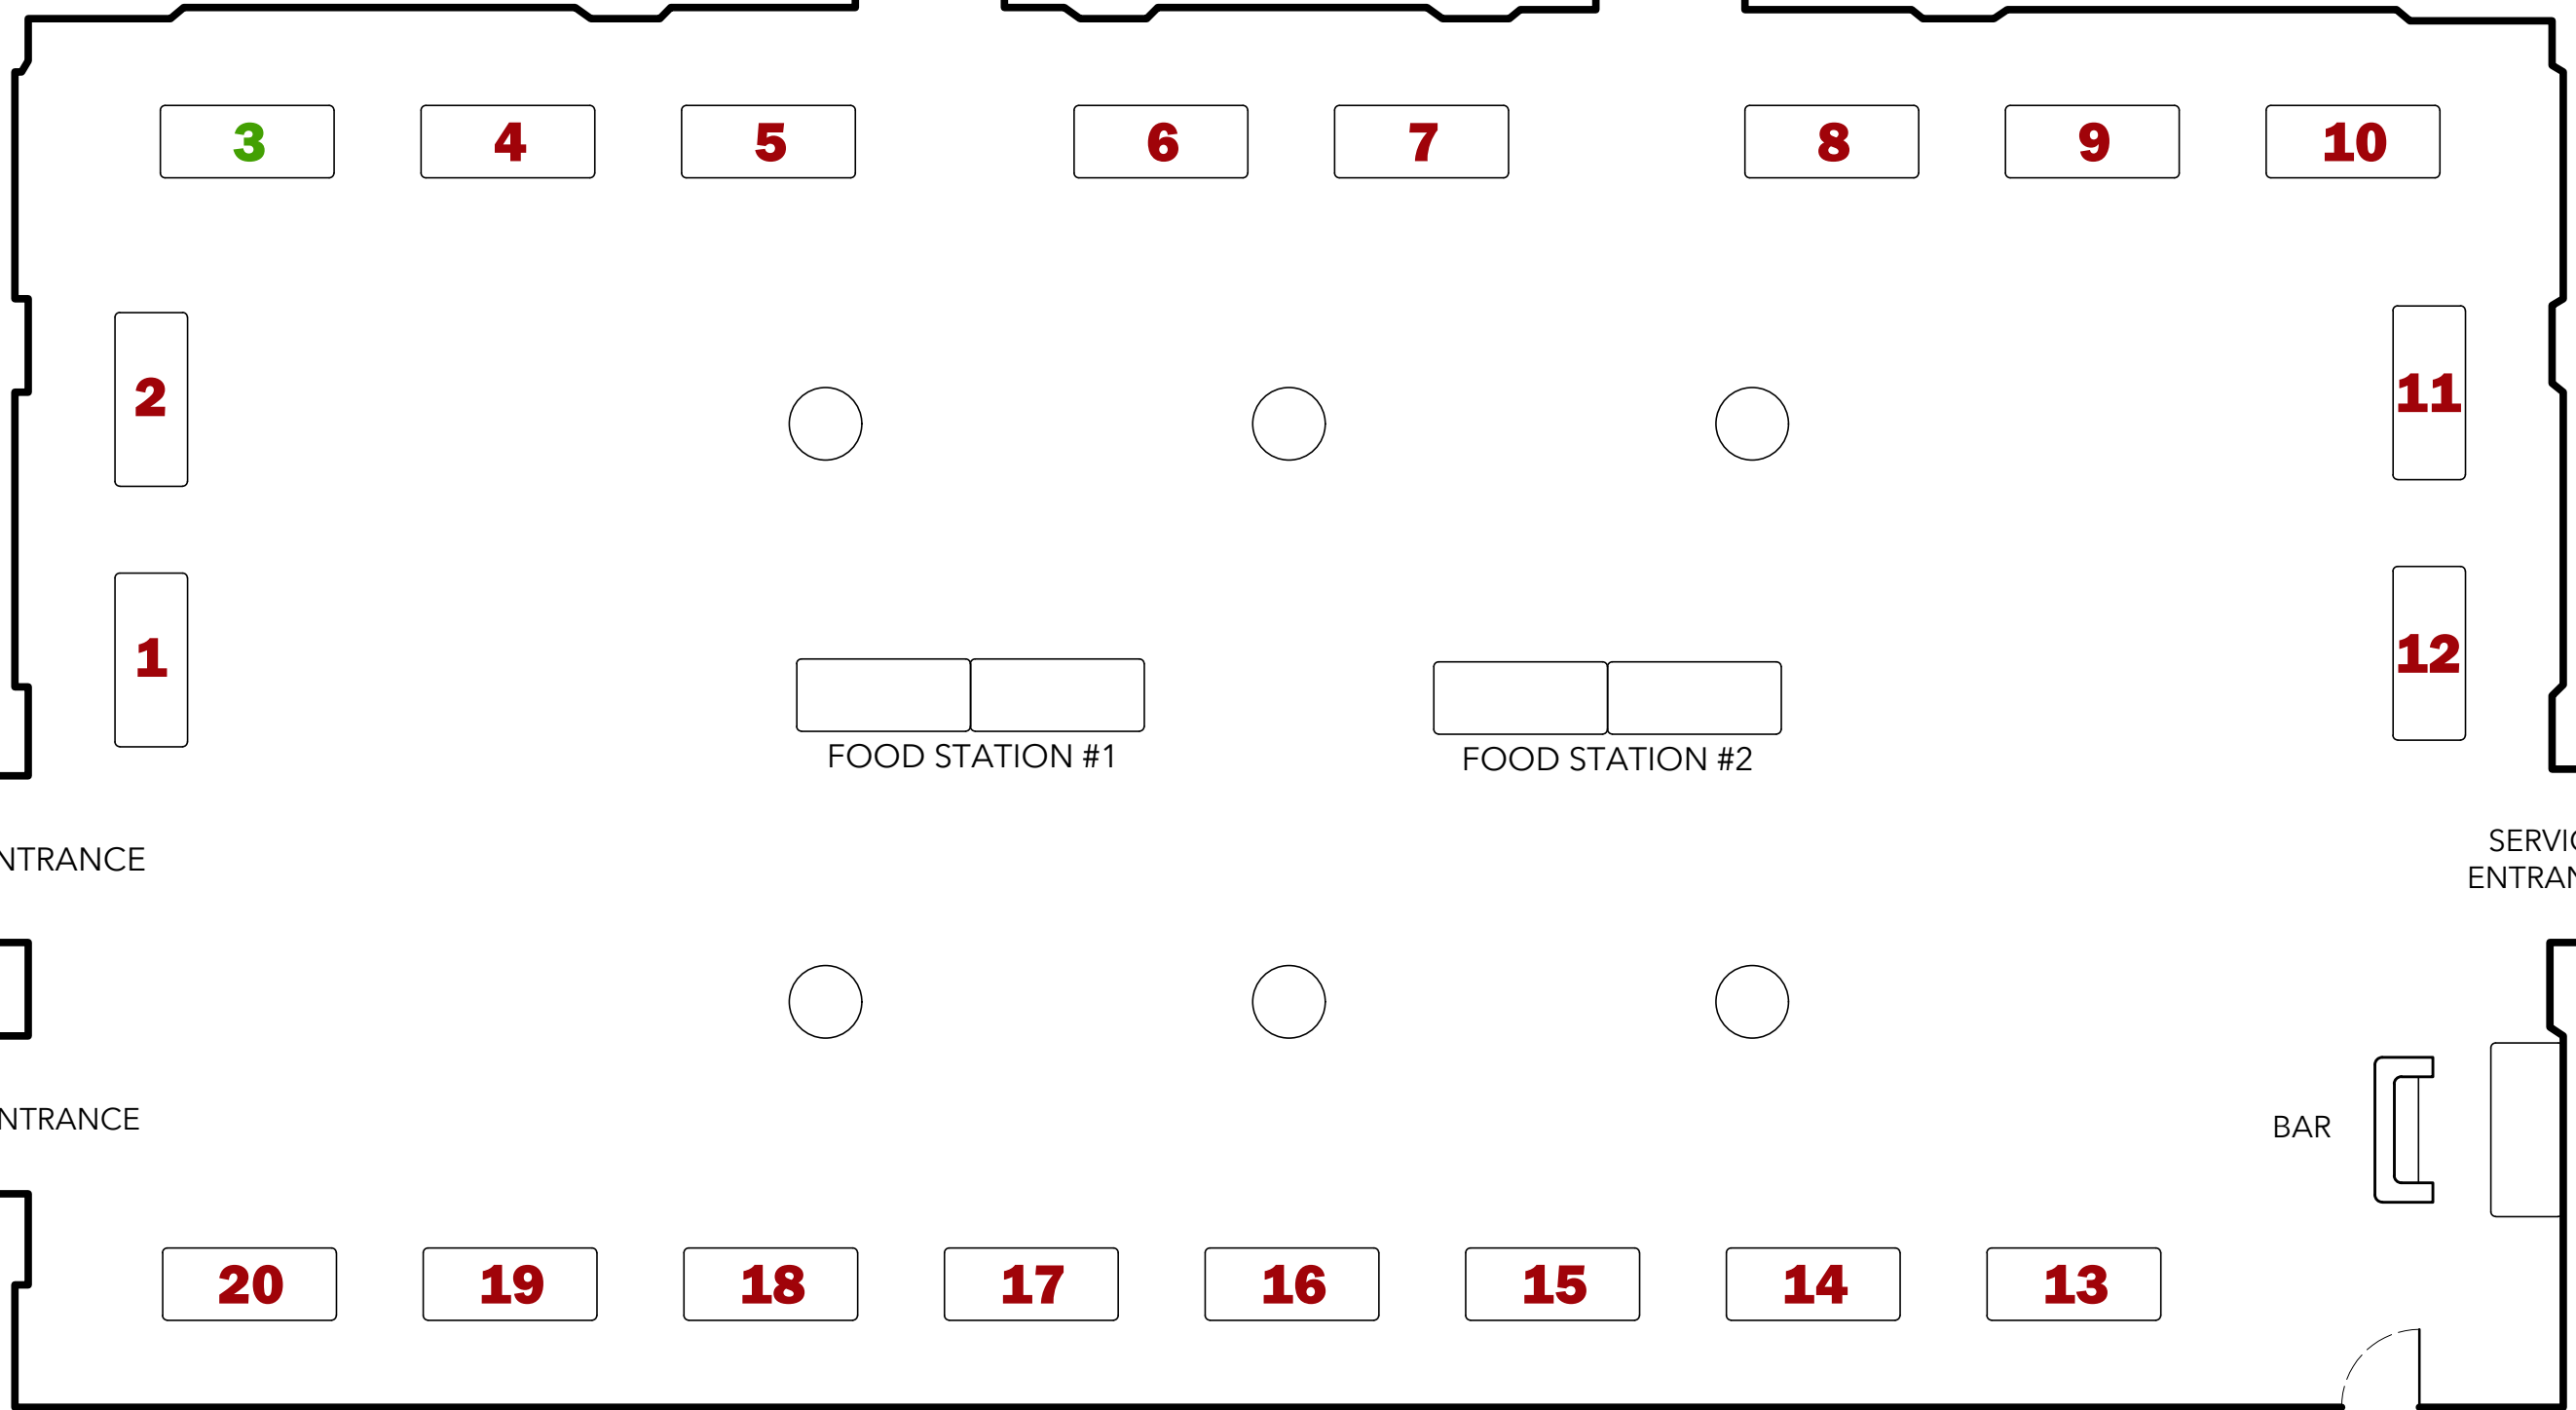 3 4 5 6 7 8 9 10
2
11
1
12
FOOD STATION #1
FOOD STATION #2
NTRANCE
SERVIC
ENTRAN
NTRANCE
BAR
20 19 18 17 16 15 14 13